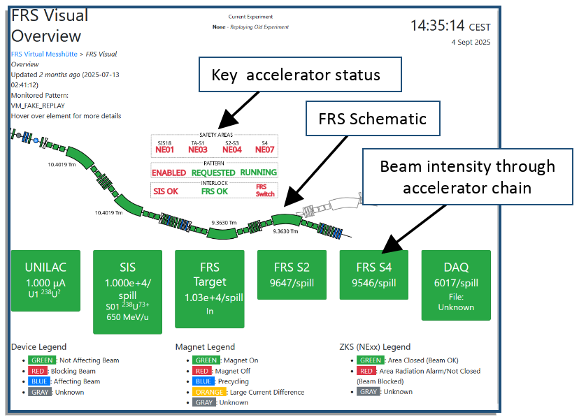 FRS Visual
Overview
FRS Virtual Messhütte > FRS Visual
Overview
Updated 2 months ago (2025-07-13
02:41:12)
Monitored Pattern:
VM_FAKE_REPLAY
Hover over element for more details
Current Experiment
None - Replaying Old Experiment
14:35:14 CEST
4 Sept 2025
Key accelerator status
FRS Schematic
Beam intensity through
accelerator chain
SAFETY AREAS
SIS18 TA-S1 S2-S3 S4
NE01 NE03 NE04 NE07
PATTERN
ENABLED REQUESTED RUNNING
INTERLOCK
SIS OK FRS OK FRS
Switch
10.4019 Tm
10.4019 Tm
9.3630 Tm
9.3630 Tm
UNILAC
1.000 µA
U1 238U?
SIS
1.000e+4/
spill
S01 238U73+
650 MeV/u
FRS
Target
1.03e+4/spill
In
FRS S2
9647/spill
FRS S4
9546/spill
DAQ
6017/spill
File:
Unknown
Device Legend
GREEN: Not Affecting Beam
RED: Blocking Beam
BLUE: Affecting Beam
GRAY: Unknown
Magnet Legend
GREEN: Magnet On
RED: Magnet Off
BLUE: Precycling
ORANGE: Large Current Difference
GRAY: Unknown
ZKS (NExx) Legend
GREEN: Area Closed (Beam OK)
RED: Area Radiation Alarm/Not Closed
(Beam Blocked)
GRAY: Unknown